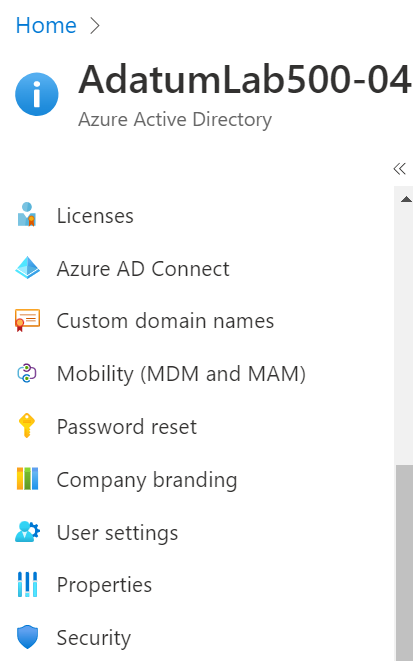 Home
AdatumLab500-04
Azure Active Directory
Licenses
Azure AD Connect
Custom domain names
Mobility (MDM and MAM)
Password reset
Company branding
User settings
Properties
Security